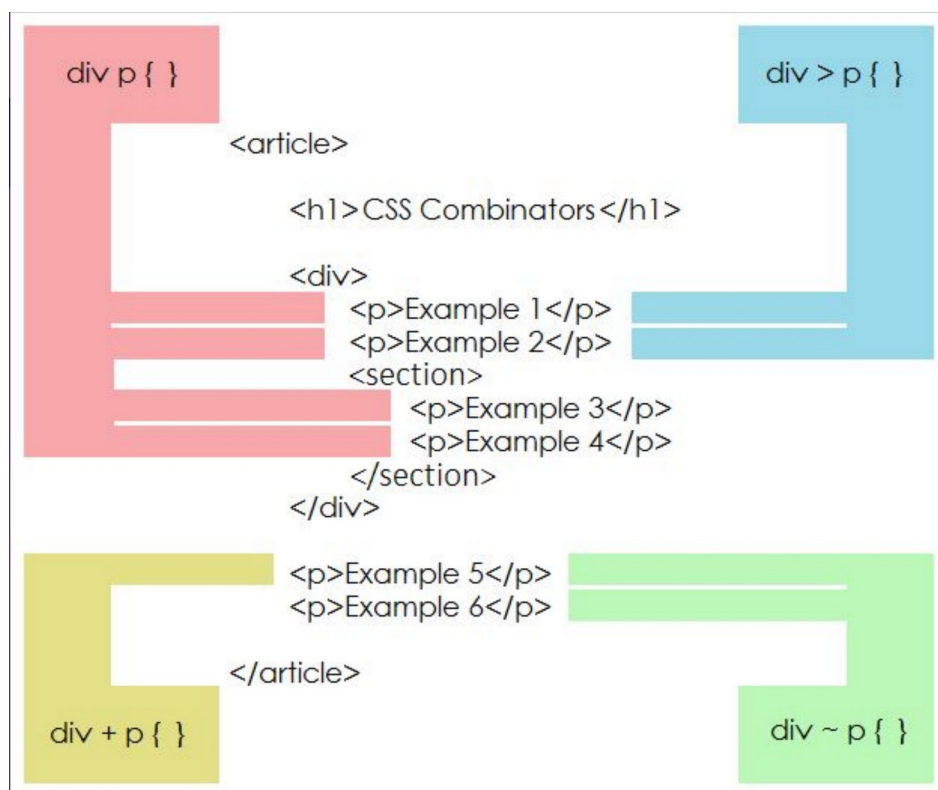 div p { }
div > p { }
<article>
<h1>CSS Combinators</h1>
<div>
<p>Example 1</p>
<p>Example 2</p>
<section>
<p>Example 3</p>
<p>Example 4</p>
</section>
</div>
<p>Example 5</p>
<p>Example 6</p>
</article>
div + p { }
div ~ p { }